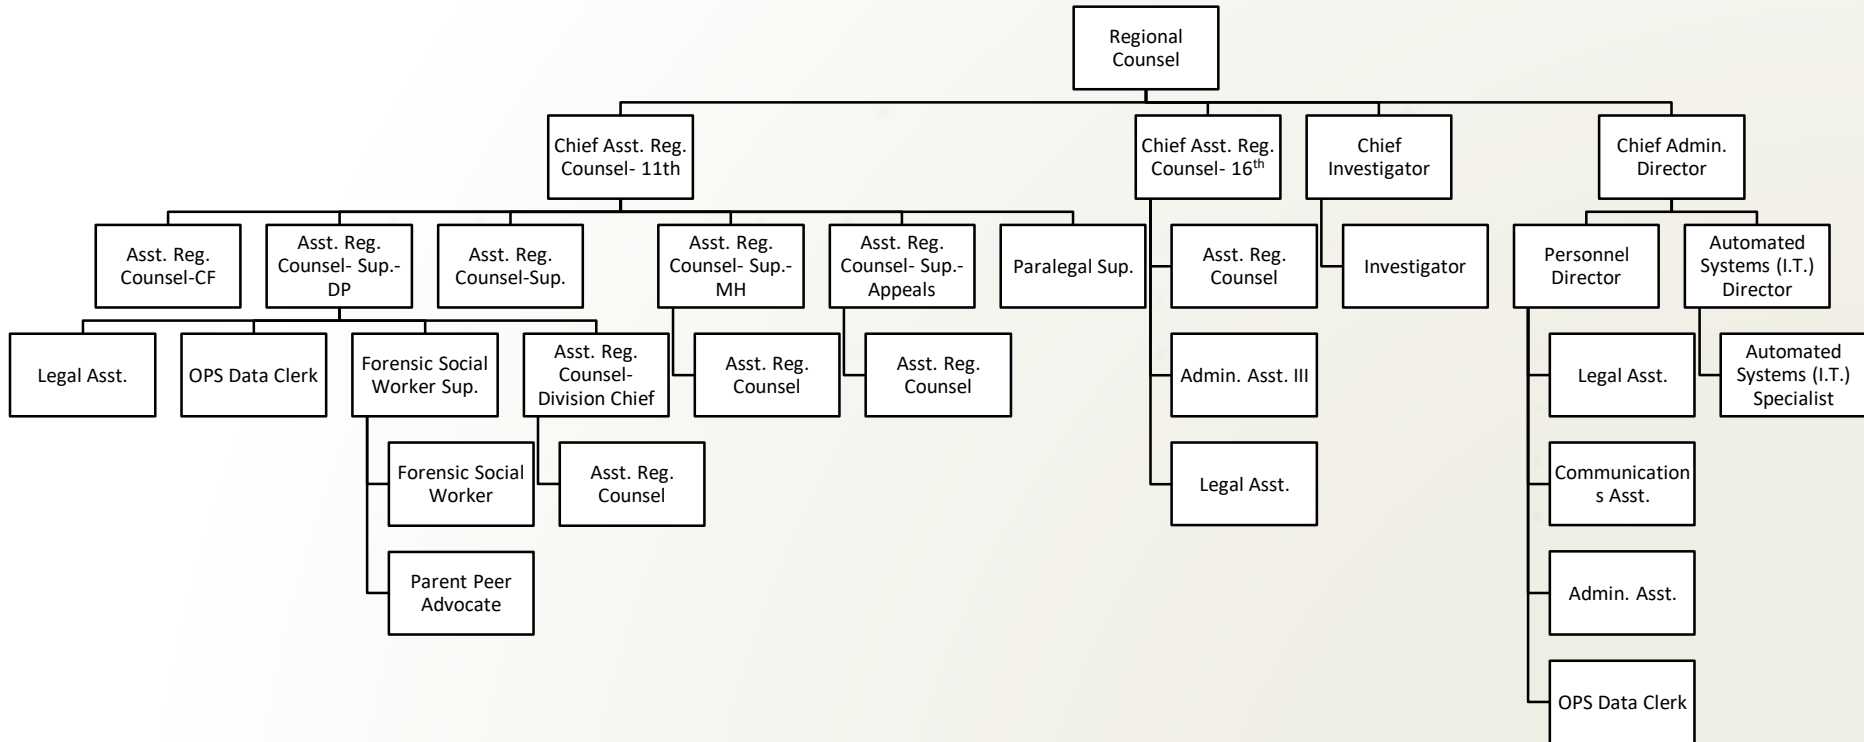 Regional
Counsel
Chief Asst. Reg.
Counsel- 11th
Chief Asst. Reg.
Counsel- 16th
Chief
Investigator
Chief Admin.
Director
Asst. Reg.
Counsel-CF
Asst. Reg.
Counsel- Sup.-
DP
Asst. Reg.
Counsel-Sup.
Asst. Reg.
Counsel- Sup.-
MH
Asst. Reg.
Counsel- Sup.-
Appeals
Paralegal Sup.
Asst. Reg.
Counsel
Investigator
Personnel
Director
Automated
Systems (I.T.)
Director
Legal Asst.
OPS Data Clerk
Forensic Social
Worker Sup.
Asst. Reg.
Counsel-
Division Chief
Asst. Reg.
Counsel
Asst. Reg.
Counsel
Admin. Asst. III
Legal Asst.
Automated
Systems (I.T.)
Specialist
Forensic Social
Worker
Asst. Reg.
Counsel
Legal Asst.
Communication
s Asst.
Parent Peer
Advocate
Admin. Asst.
OPS Data Clerk